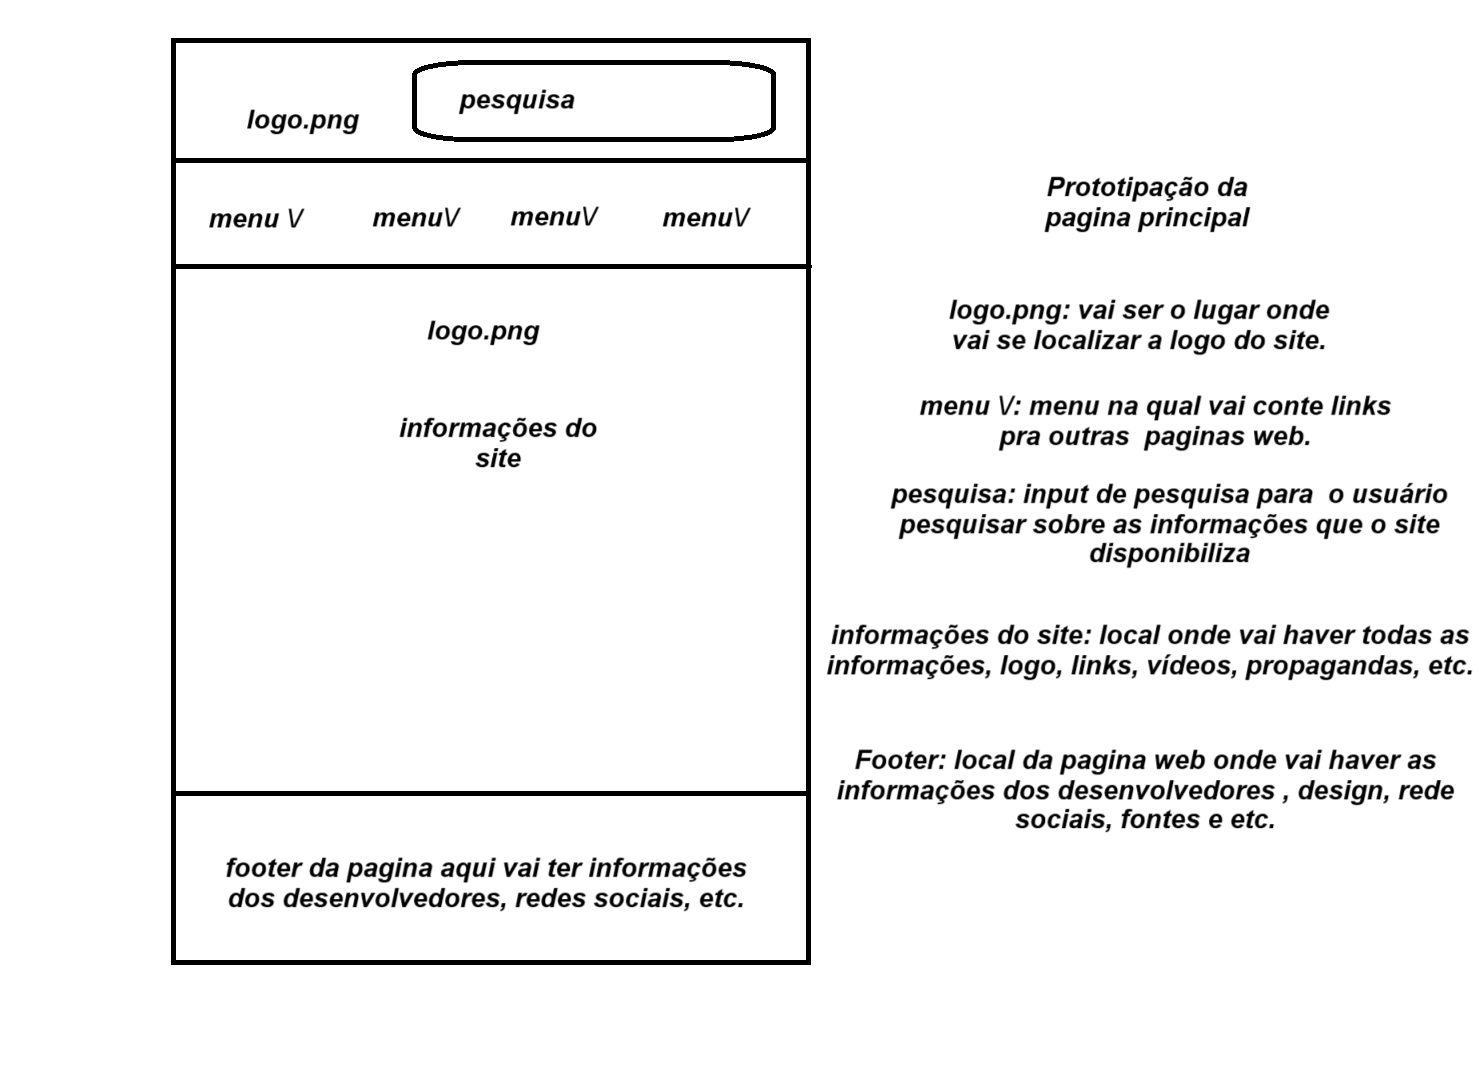 logo.png
pesquisa
menu V
menuV
menuV
menuV
logo.png
informações do
site
footer da pagina aqui vai ter informações
dos desenvolvedores, redes sociais, etc.
Prototipação da
pagina principal
logo.png: vai ser o lugar onde
vai se localizar a logo do site.
menu V: menu na qual vai conte links
pra outras  paginas web.
pesquisa: input de pesquisa para  o usuário
pesquisar sobre as informações que o site
disponibiliza
informações do site: local onde vai haver todas as
informações, logo, links, vídeos, propagandas, etc.
Footer: local da pagina web onde vai haver as
informações dos desenvolvedores , design, rede
sociais, fontes e etc.